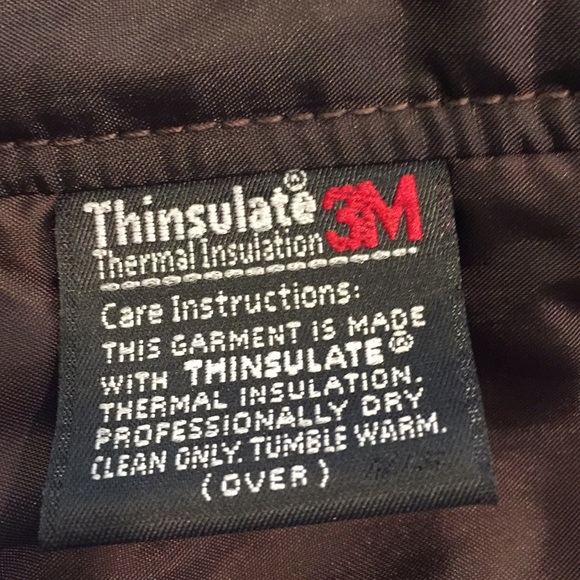 Thinsulate® 3M
Thermal Insulation
Care Instructions:
THIS GARMENT IS MADE
WITH THINSULATE®
THERMAL INSULATION.
PROFESSIONALLY DRY
CLEAN ONLY. TUMBLE WARM.
(OVER)